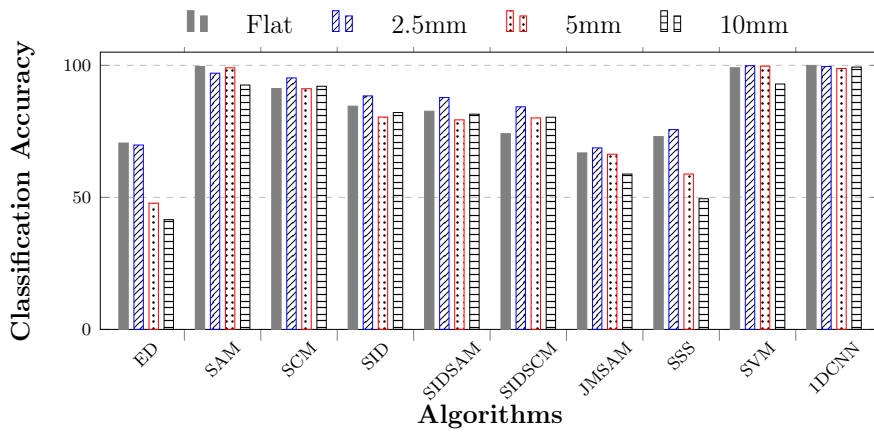 Flat 2.5mm 5mm 10mm
Classification Accuracy
100
50
0
ED SAM SCM SID SIDSAM SIDSCM JMSAM SSS SVM 1DCNN
Algorithms